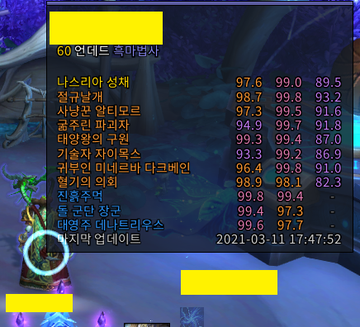 60 언데드 흑마법사
나스리아 성채 97.6 99.0 89.5
절규날개 98.7 99.8 93.2
사냥꾼 알티모르 97.3 99.5 91.6
굶주린 파괴자 94.9 99.7 91.8
태양왕의 구원 99.3 99.4 87.0
기술자 자이목스 93.3 99.2 86.9
귀부인 이네르바 다크베인 96.4 99.8 91.0
혈기의 의회 98.9 98.1 82.3
진흙주먹 99.8 99.4 -
돌 군단 장군 99.4 97.3 -
대영주 데나트리우스 99.6 97.7 -
마지막 업데이트 2021-03-11 17:47:52